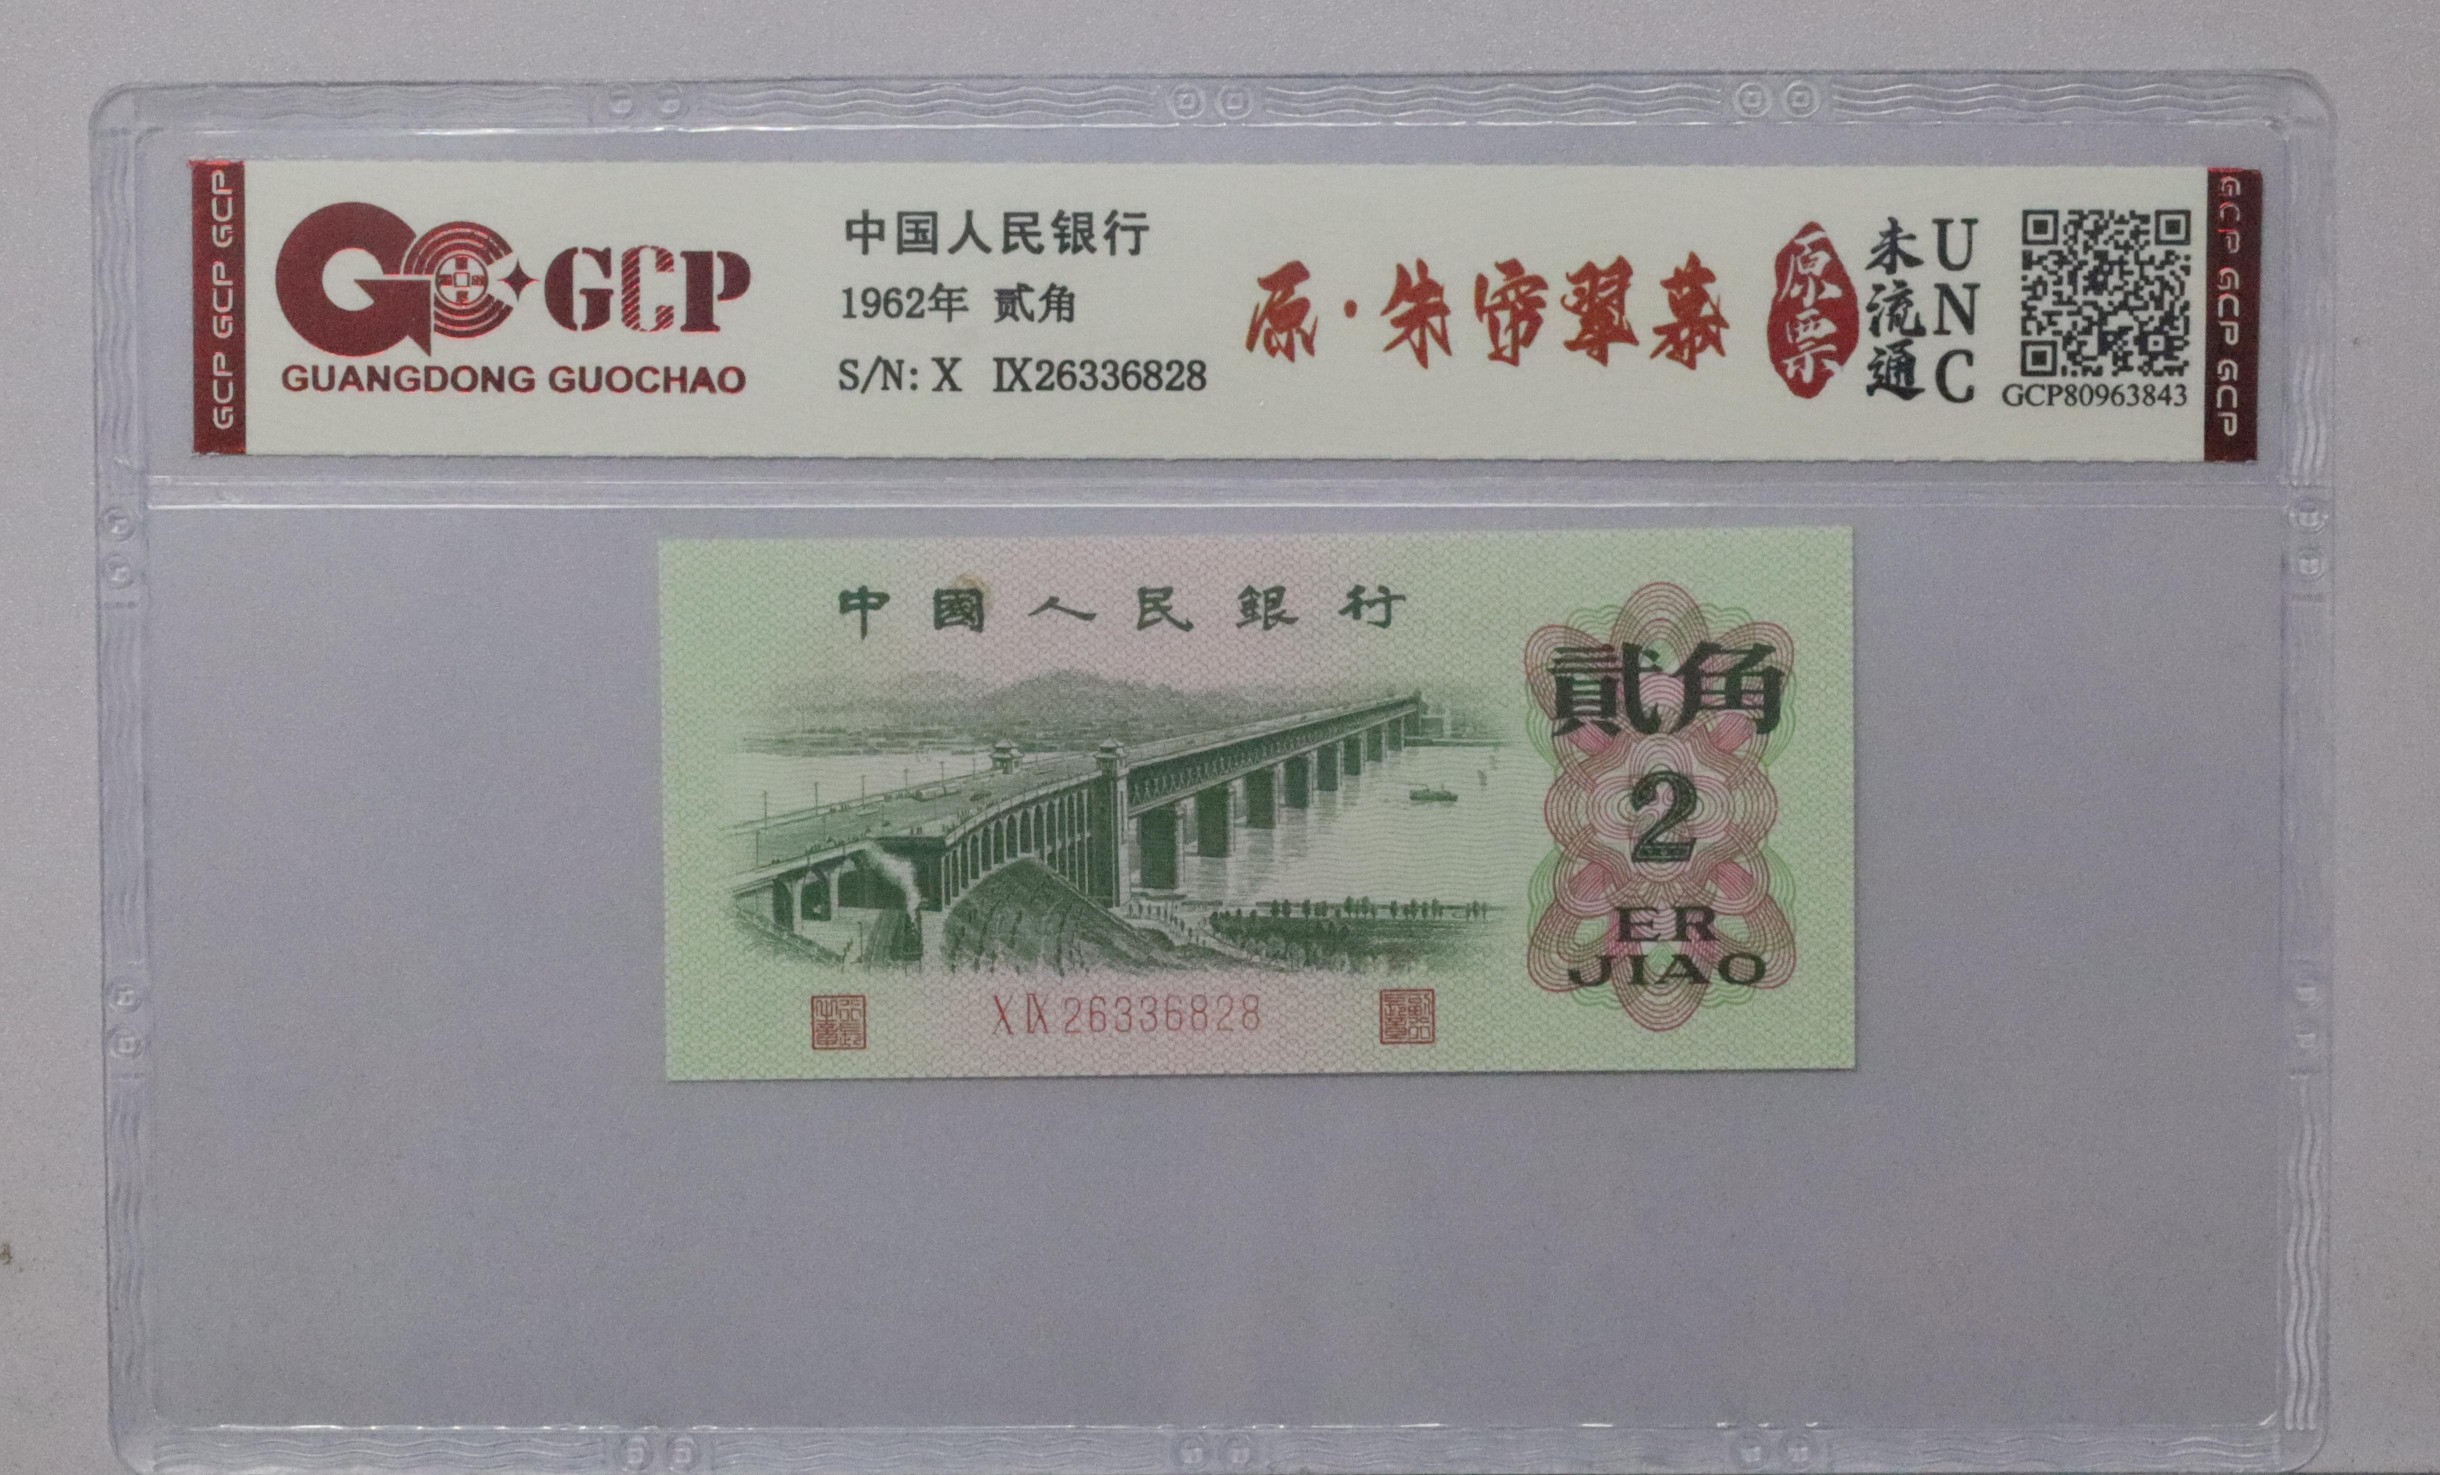 GCP GCP GCP
GCP
GUANGDONG GUOCHAO
中国人民银行
1962年 贰角
S/N: X IX26336828
原·朱帘翠幕
原票
未流通
UNC
GCP80963843
GCP GCP GCP
中國人民銀行
貳角
2
ER
JIAO
X IX 26336828